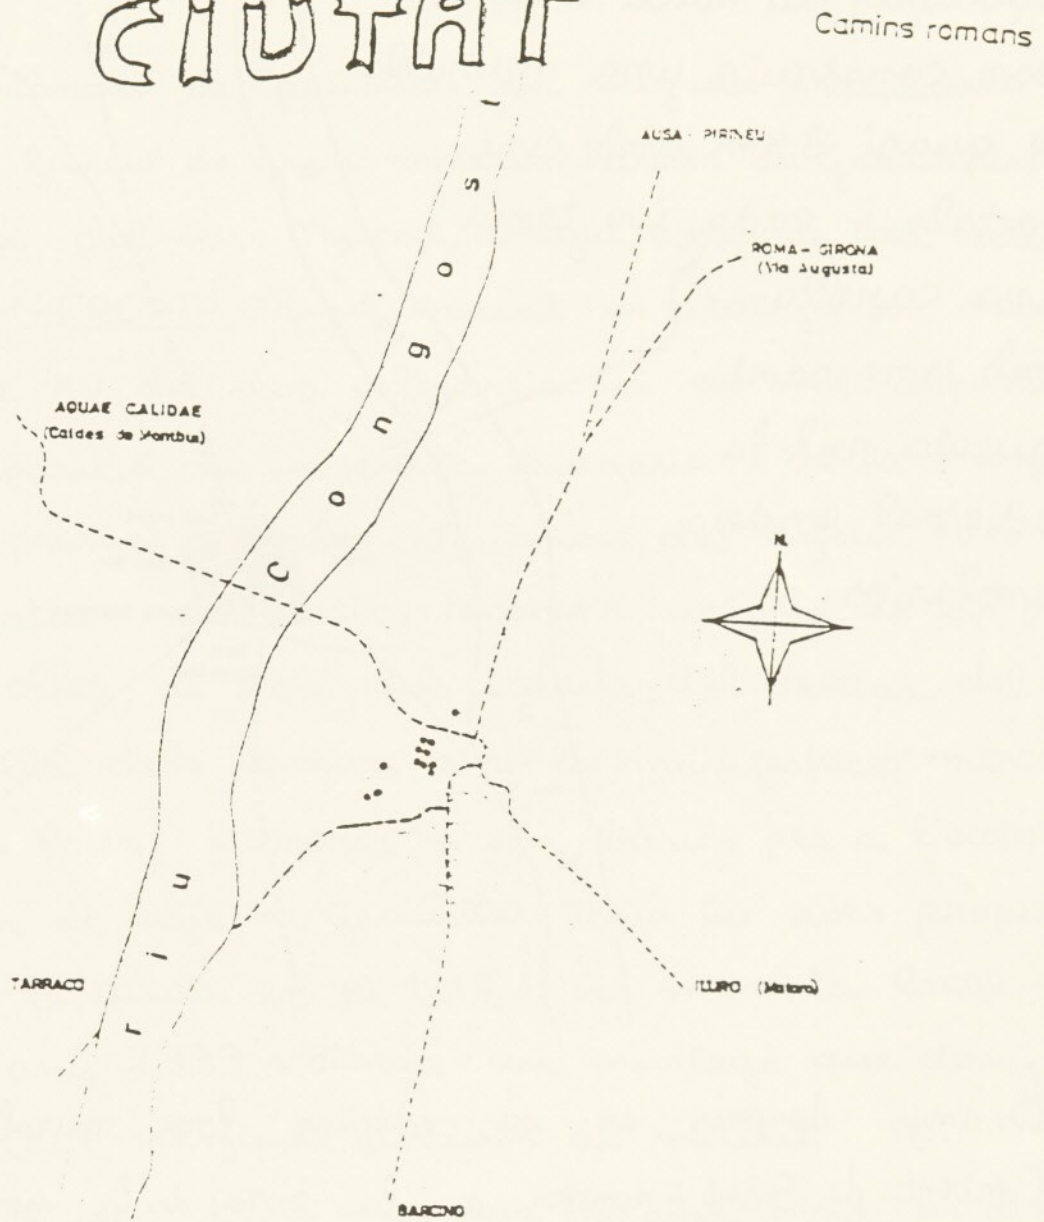 CIUTAT
Camins romans
AUSA - PIRINEU
ROMA - GIRONA
(Via Augusta)
AQUAE CALIDAE
(Caldes de Montbui)
riu Congost
N
TARRACO
ILURO (Mataro)
BARCINO